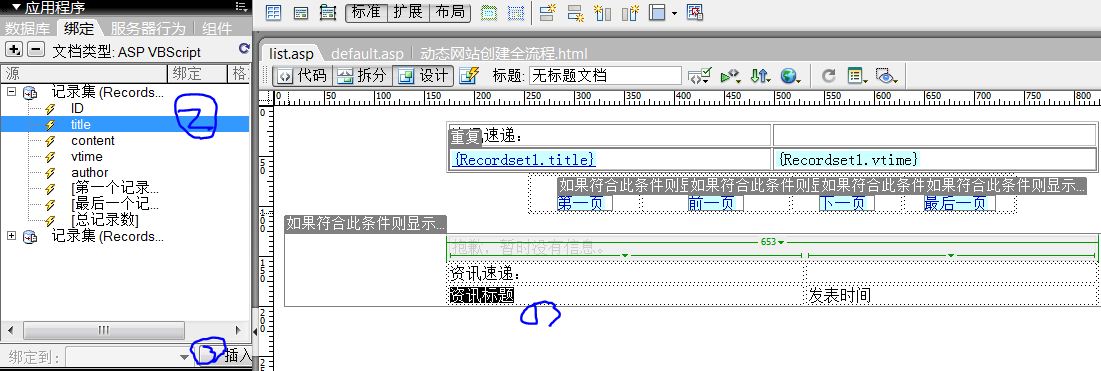 应用程序
数据库 绑定 服务器行为 组件
文档类型: ASP VBScript
源 绑定 格
记录集 (Records...
ID
title
content
vtime
author
[第一个记录...
[最后一个记...
[总记录数]
记录集 (Records...
绑定到: 插入
2
3
标准 扩展 布局
list.asp default.asp 动态网站创建全流程.html
代码 拆分 设计 标题: 无标题文档
0 50 100 150 200 250 300 350 400 450 500 550 600 650 700 750 800
重复 速递:
{Recordset1.title} {Recordset1.vtime}
如果符合此条件则显 如果符合此条件则显 如果符合此条件则显 如果符合此条件则显示...
第一页 前一页 下一页 最后一页
如果符合此条件则显示...
抱歉，暂时没有信息。 653
资讯速递:
资讯标题 发表时间
1